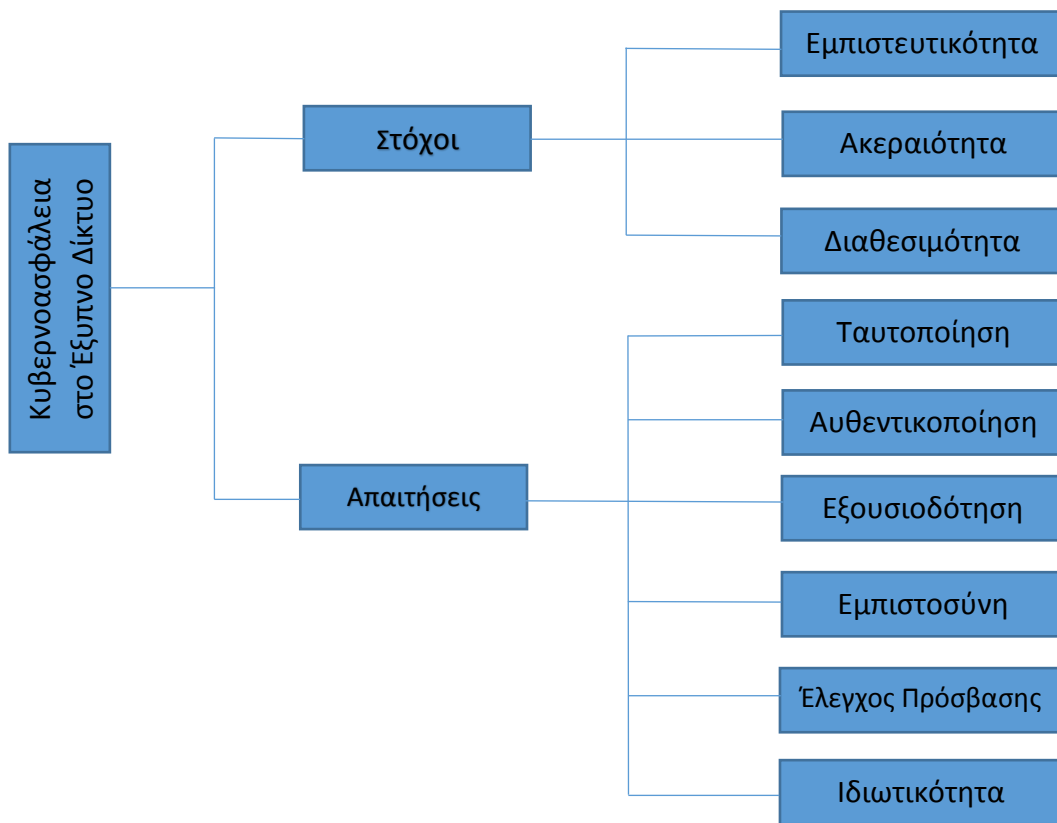 Κυβερνοασφάλεια
στο Έξυπνο Δίκτυο
Στόχοι
Εμπιστευτικότητα
Ακεραιότητα
Διαθεσιμότητα
Απαιτήσεις
Ταυτοποίηση
Αυθεντικοποίηση
Εξουσιοδότηση
Εμπιστοσύνη
Έλεγχος Πρόσβασης
Ιδιωτικότητα